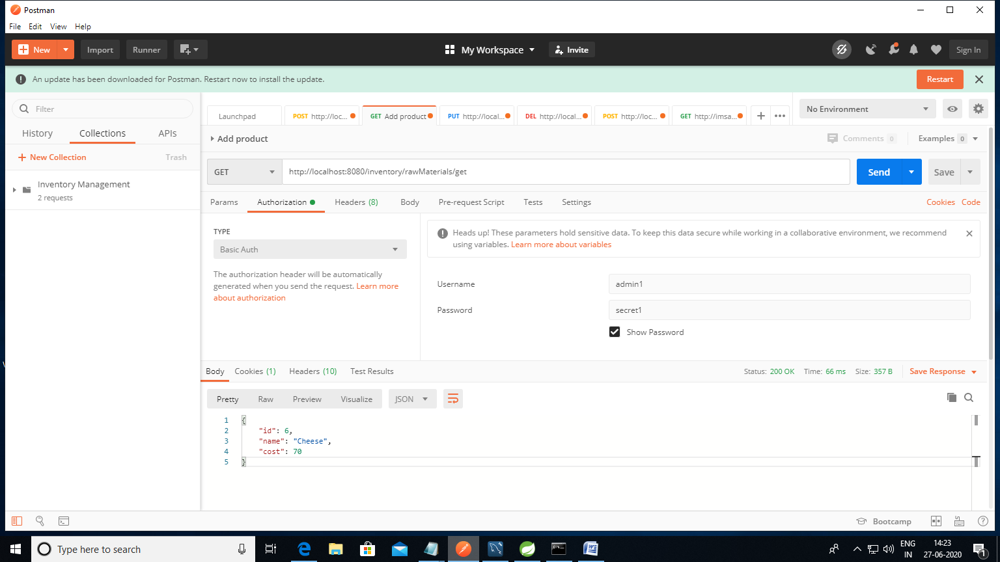 Postman
File Edit View Help
New Import Runner My Workspace Invite Sign In
An update has been downloaded for Postman. Restart now to install the update. Restart
Filter
History Collections APIs
New Collection Trash
Inventory Management
2 requests
Launchpad POST http://loc... GET Add product PUT http://local... DEL http://local... POST http://loc... GET http://imsa... No Environment
Add product Comments 0 Examples 0
GET http://localhost:8080/inventory/rawMaterials/get Send Save
Params Authorization Headers (8) Body Pre-request Script Tests Settings Cookies Code
TYPE
Basic Auth
The authorization header will be automatically
generated when you send the request. Learn more
about authorization
Heads up! These parameters hold sensitive data. To keep this data secure while working in a collaborative environment, we recommend
using variables. Learn more about variables
Username admin1
Password secret1
Show Password
Body Cookies (1) Headers (10) Test Results Status: 200 OK Time: 66 ms Size: 357 B Save Response
Pretty Raw Preview Visualize JSON
1 {
2 "id": 6,
3 "name": "Cheese",
4 "cost": 70
5 }
Bootcamp
Type here to search
ENG
IN
14:23
27-06-2020
1